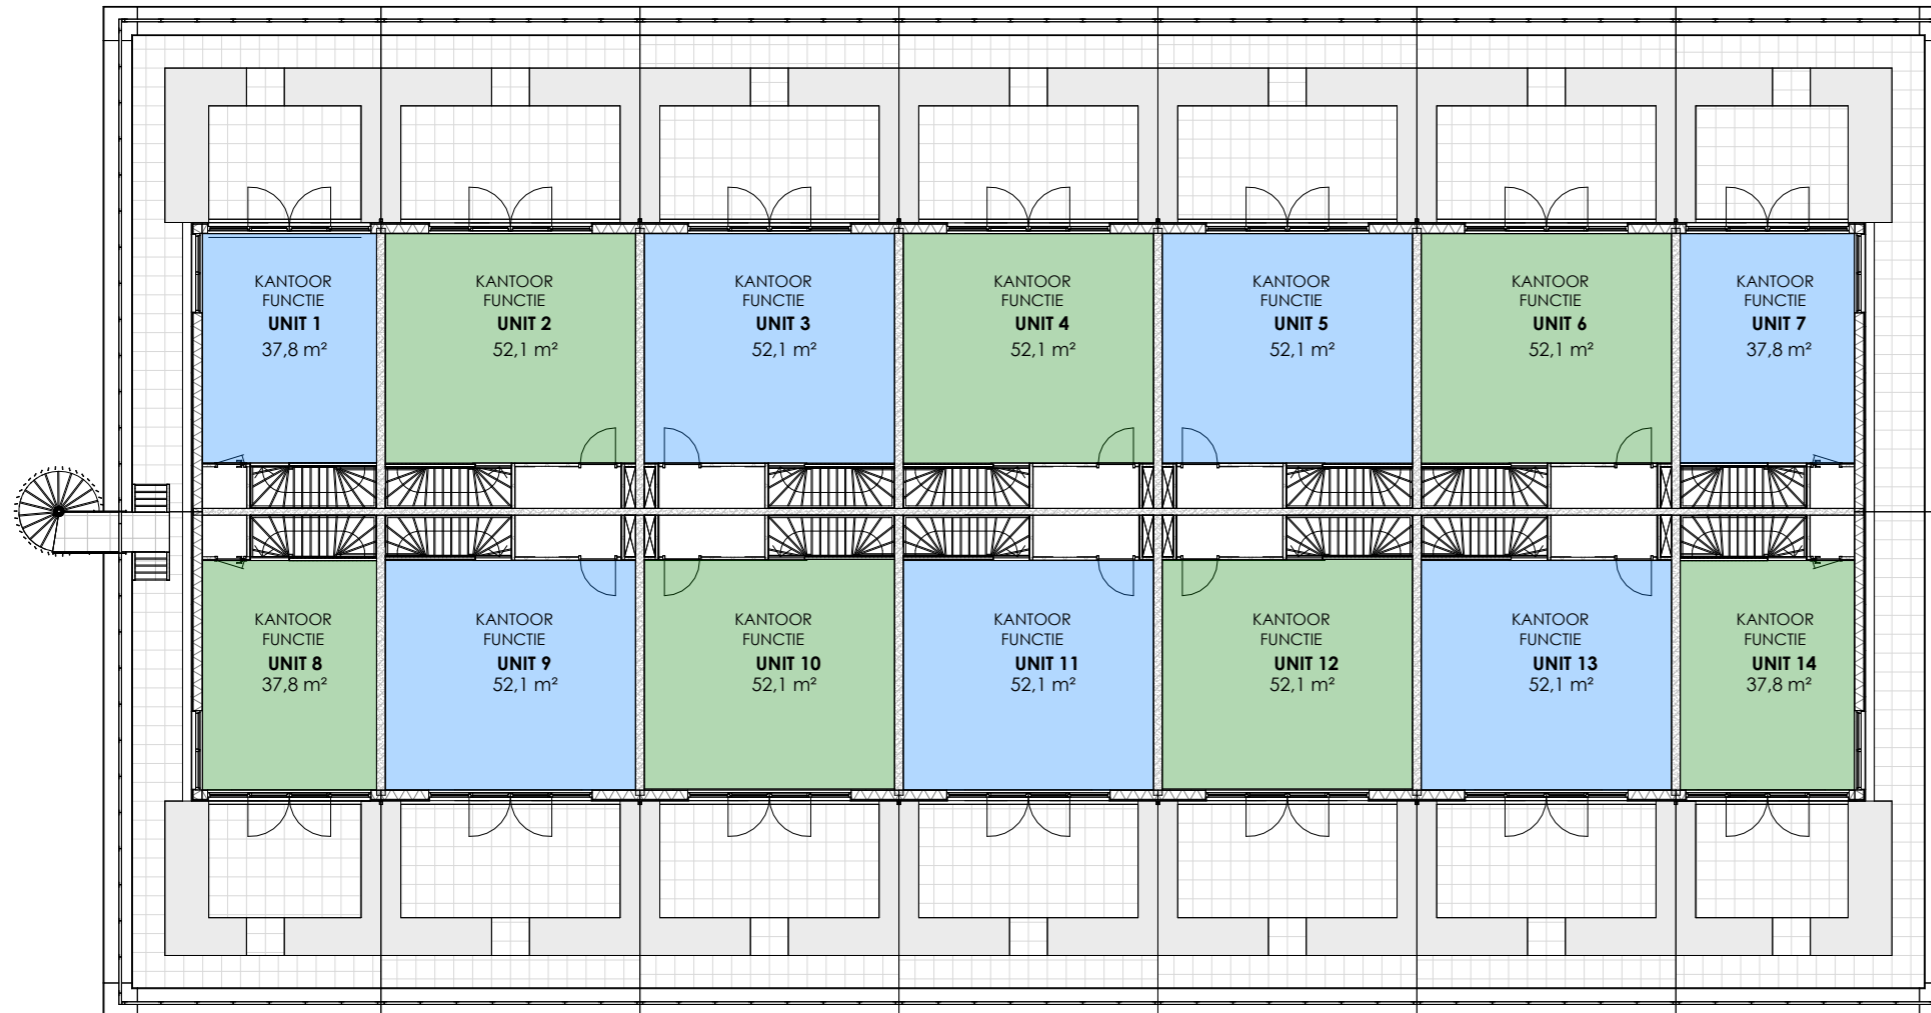 KANTOOR
FUNCTIE
UNIT 1
37,8 m²
KANTOOR
FUNCTIE
UNIT 2
52,1 m²
KANTOOR
FUNCTIE
UNIT 3
52,1 m²
KANTOOR
FUNCTIE
UNIT 4
52,1 m²
KANTOOR
FUNCTIE
UNIT 5
52,1 m²
KANTOOR
FUNCTIE
UNIT 6
52,1 m²
KANTOOR
FUNCTIE
UNIT 7
37,8 m²
KANTOOR
FUNCTIE
UNIT 8
37,8 m²
KANTOOR
FUNCTIE
UNIT 9
52,1 m²
KANTOOR
FUNCTIE
UNIT 10
52,1 m²
KANTOOR
FUNCTIE
UNIT 11
52,1 m²
KANTOOR
FUNCTIE
UNIT 12
52,1 m²
KANTOOR
FUNCTIE
UNIT 13
52,1 m²
KANTOOR
FUNCTIE
UNIT 14
37,8 m²